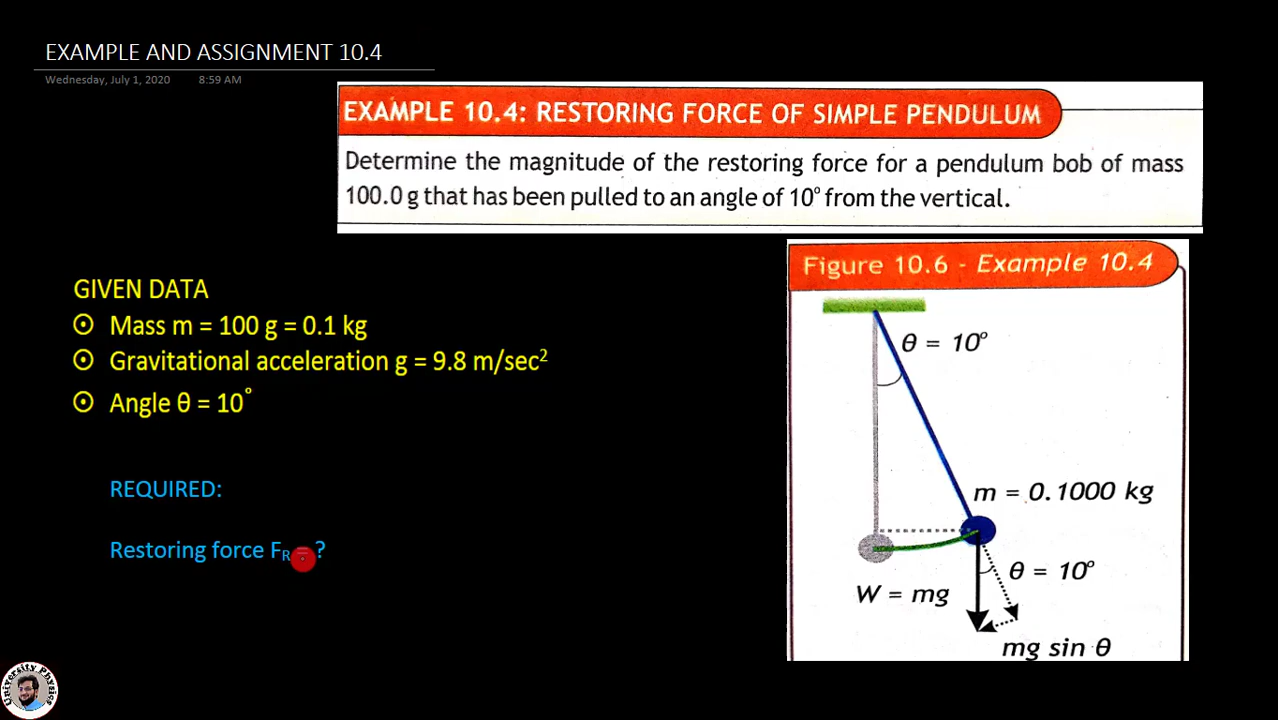 EXAMPLE AND ASSIGNMENT 10.4
Wednesday, July 1, 2020 8:59 AM
EXAMPLE 10.4: RESTORING FORCE OF SIMPLE PENDULUM
Determine the magnitude of the restoring force for a pendulum bob of mass
100.0 g that has been pulled to an angle of 10° from the vertical.
GIVEN DATA
Mass m = 100 g = 0.1 kg
Gravitational acceleration g = 9.8 m/sec²
Angle θ = 10°
REQUIRED:
Restoring force F_R = ?
Figure 10.6 - Example 10.4
θ = 10°
m = 0.1000 kg
θ = 10°
W = mg
mg sin θ
University Physics